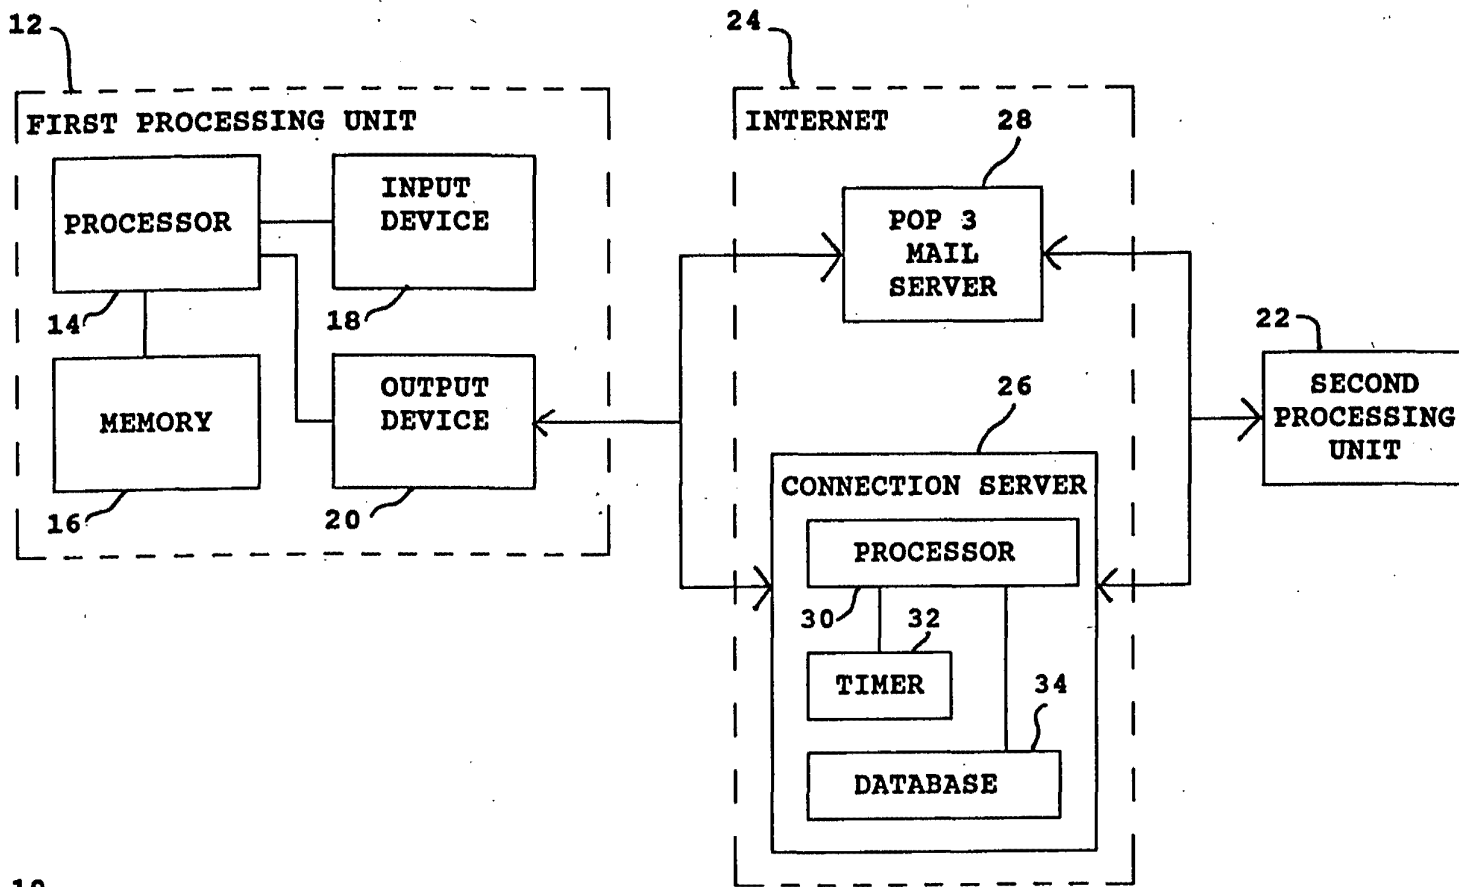 12
24
FIRST PROCESSING UNIT
INTERNET
28
PROCESSOR
INPUT
DEVICE
POP 3
MAIL
SERVER
14
18
22
MEMORY
OUTPUT
DEVICE
SECOND
PROCESSING
UNIT
26
CONNECTION SERVER
16
20
PROCESSOR
30
32
TIMER
34
DATABASE